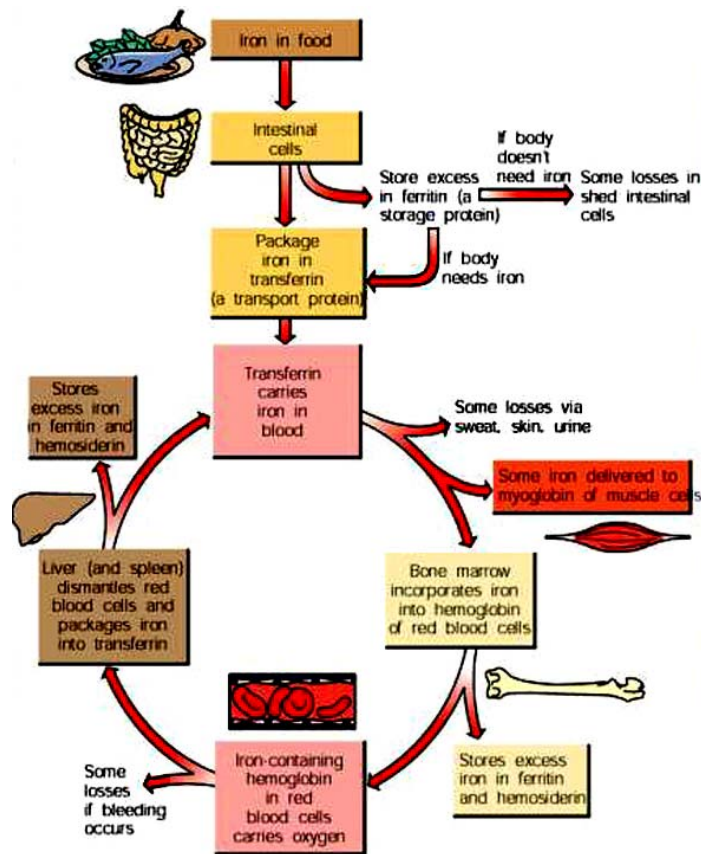 Iron in food
Intestinal
cells
Store excess
in ferritin (a
storage protein)
If body
doesn't
need iron
Some losses in
shed intestinal
cells
Package
iron in
transferrin
(a transport protein)
If body
needs iron
Transferrin
carries
iron in
blood
Stores
excess iron
in ferritin and
hemosiderin
Some losses via
sweat, skin, urine
Some iron delivered to
myoglobin of muscle cells
Liver (and spleen)
dismantles red
blood cells and
packages iron
into transferrin
Bone marrow
incorporates iron
into hemoglobin
of red blood cells
Some
losses
if bleeding
occurs
Iron-containing
hemoglobin
in red
blood cells
carries oxygen
Stores excess
iron in ferritin
and hemosiderin